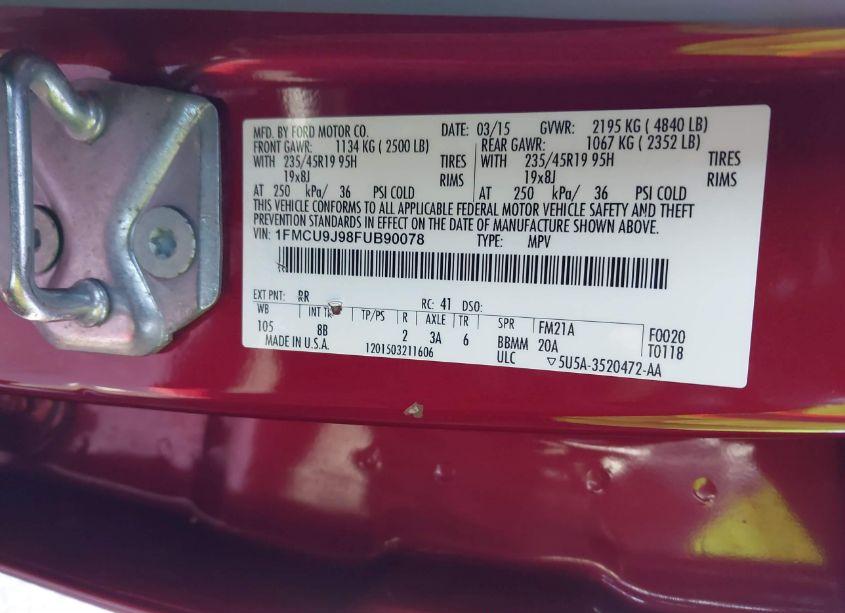 MFD. BY FORD MOTOR CO. DATE: 03/15 GVWR: 2195 KG ( 4840 LB)
FRONT GAWR: 1134 KG ( 2500 LB) REAR GAWR: 1067 KG ( 2352 LB)
WITH 235/45R19 95H TIRES WITH 235/45R19 95H TIRES
19x8J RIMS 19x8J RIMS
AT 250 kPa/ 36 PSI COLD AT 250 kPa/ 36 PSI COLD
THIS VEHICLE CONFORMS TO ALL APPLICABLE FEDERAL MOTOR VEHICLE SAFETY AND THEFT
PREVENTION STANDARDS IN EFFECT ON THE DATE OF MANUFACTURE SHOWN ABOVE.
VIN: 1FMCU9J98FUB90078 TYPE: MPV
EXT PNT: RR RC: 41 DSO:
WB INT TR TP/PS R AXLE TR SPR FM21A F0020
105 8B 2 3A 6 BBMM 20A T0118
MADE IN U.S.A. 1201503211606 ULC ▽5U5A-3520472-AA